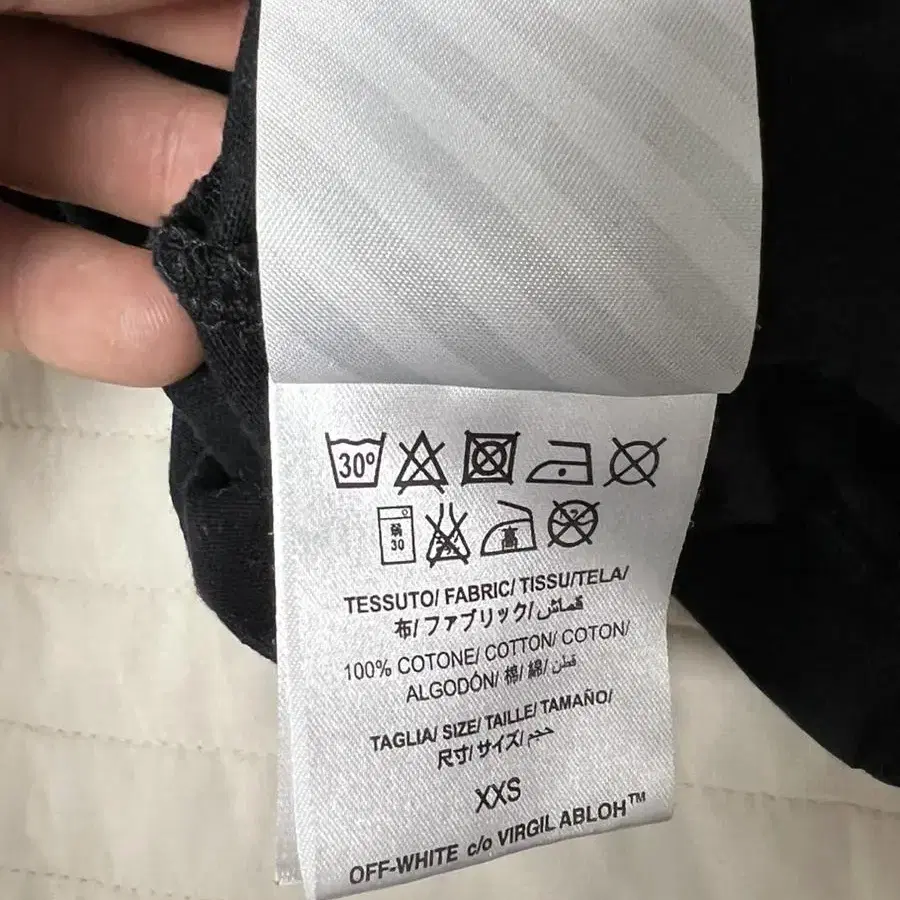 30°
弱
30
高
TESSUTO/ FABRIC/ TISSU/TELA/
布/ファブリック/قماش
100% COTONE/ COTTON/ COTON/
ALGODÓN/ 棉/ 綿/ قطن
TAGLIA/ SIZE/ TAILLE/ TAMAÑO/
尺寸/ サイズ/ حجم
XXS
OFF-WHITE c/o VIRGIL ABLOH™